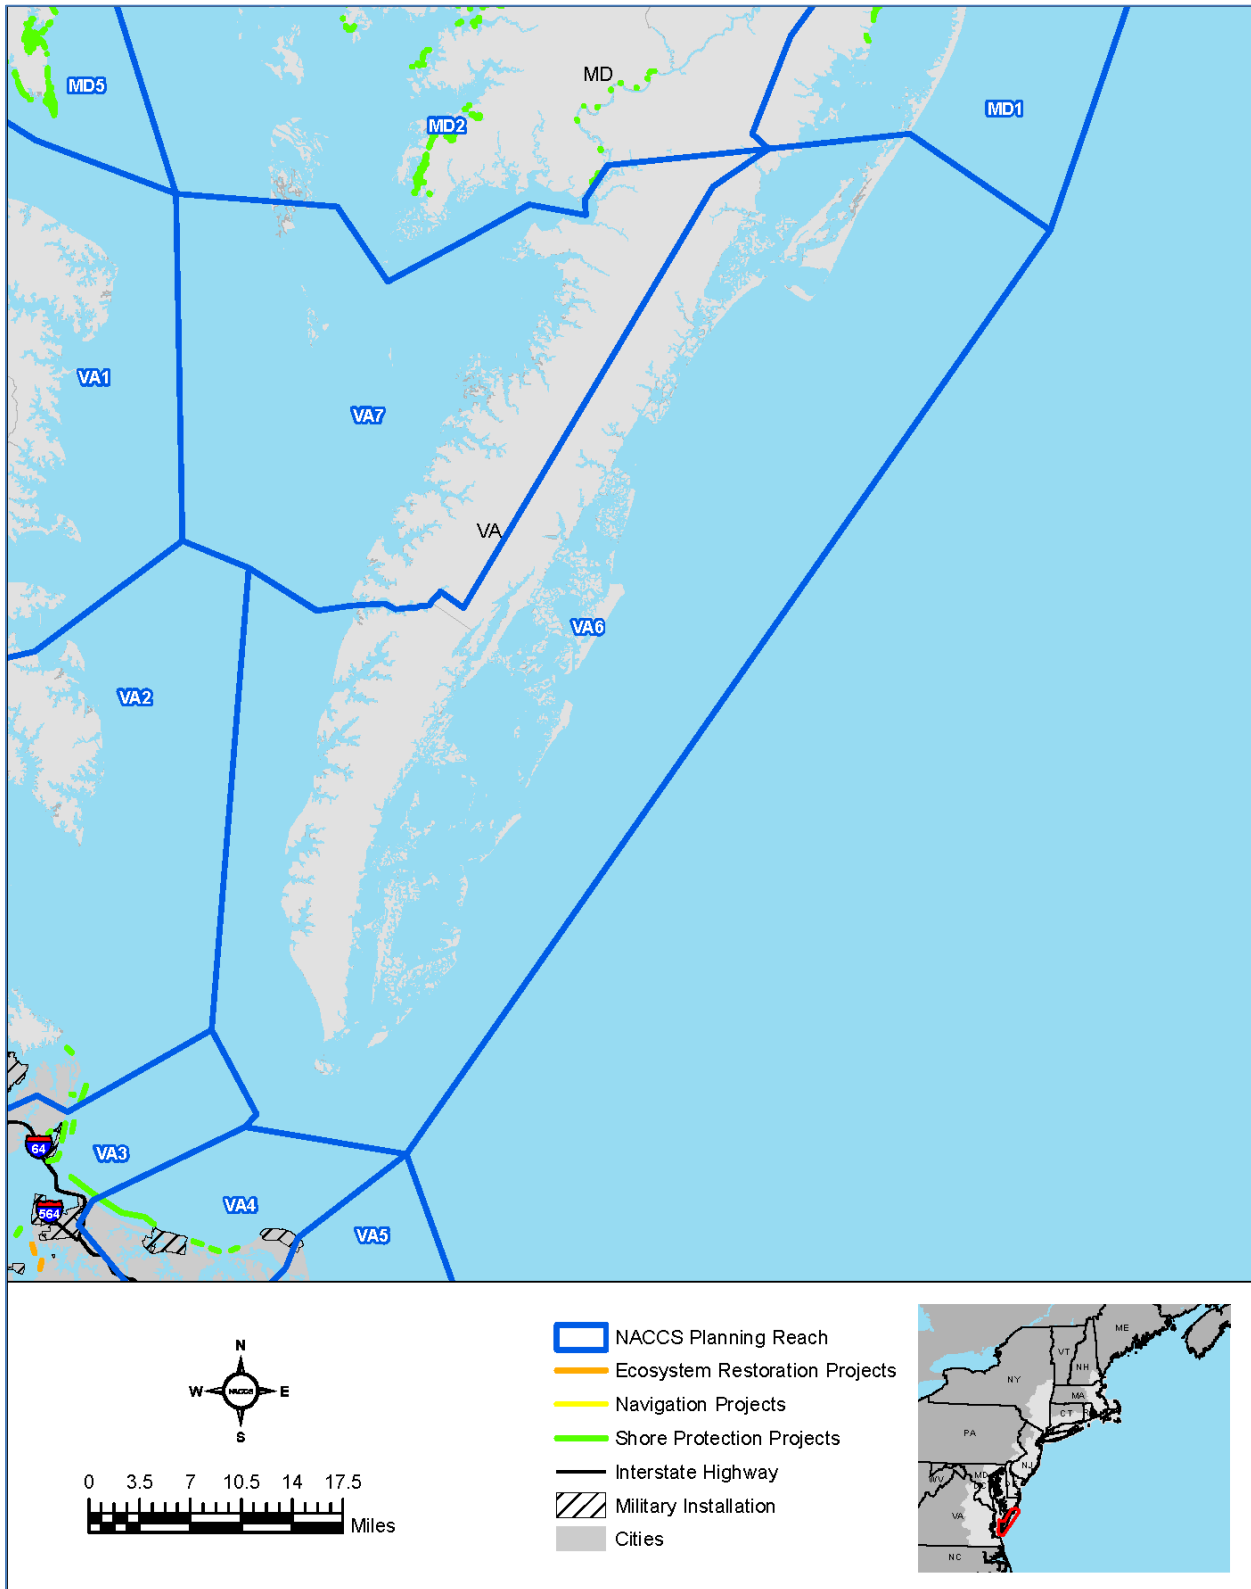 MD
MD5
MD2
MD1
VA1
VA7
VA
VA6
VA2
64
VA3
564
VA4
VA5
N
W NACCS E
S
0 3.5 7 10.5 14 17.5
Miles
NACCS Planning Reach
Ecosystem Restoration Projects
Navigation Projects
Shore Protection Projects
Interstate Highway
Military Installation
Cities
ME
VT
NH
NY
MA
CT
PA
NJ
MD
WV
VA
NC